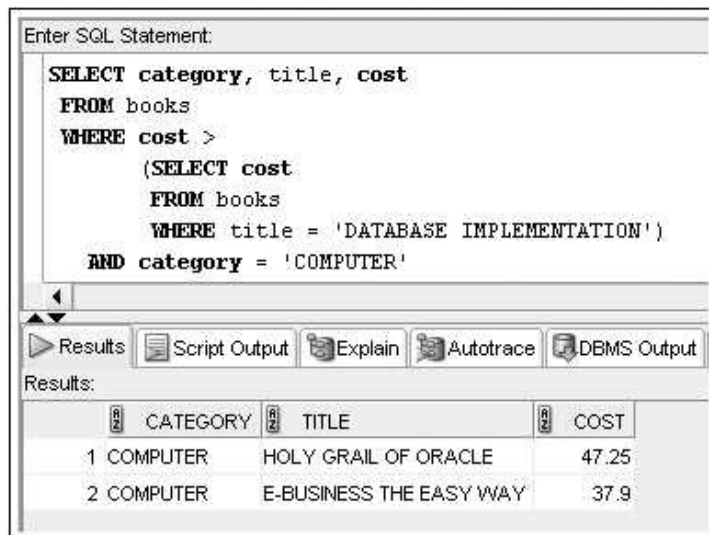 Enter SQL Statement:
SELECT category, title, cost
FROM books
WHERE cost >
(SELECT cost
FROM books
WHERE title = 'DATABASE IMPLEMENTATION')
AND category = 'COMPUTER'
Results Script Output Explain Autotrace DBMS Output
Results:
CATEGORY TITLE COST
1 COMPUTER HOLY GRAIL OF ORACLE 47.25
2 COMPUTER E-BUSINESS THE EASY WAY 37.9